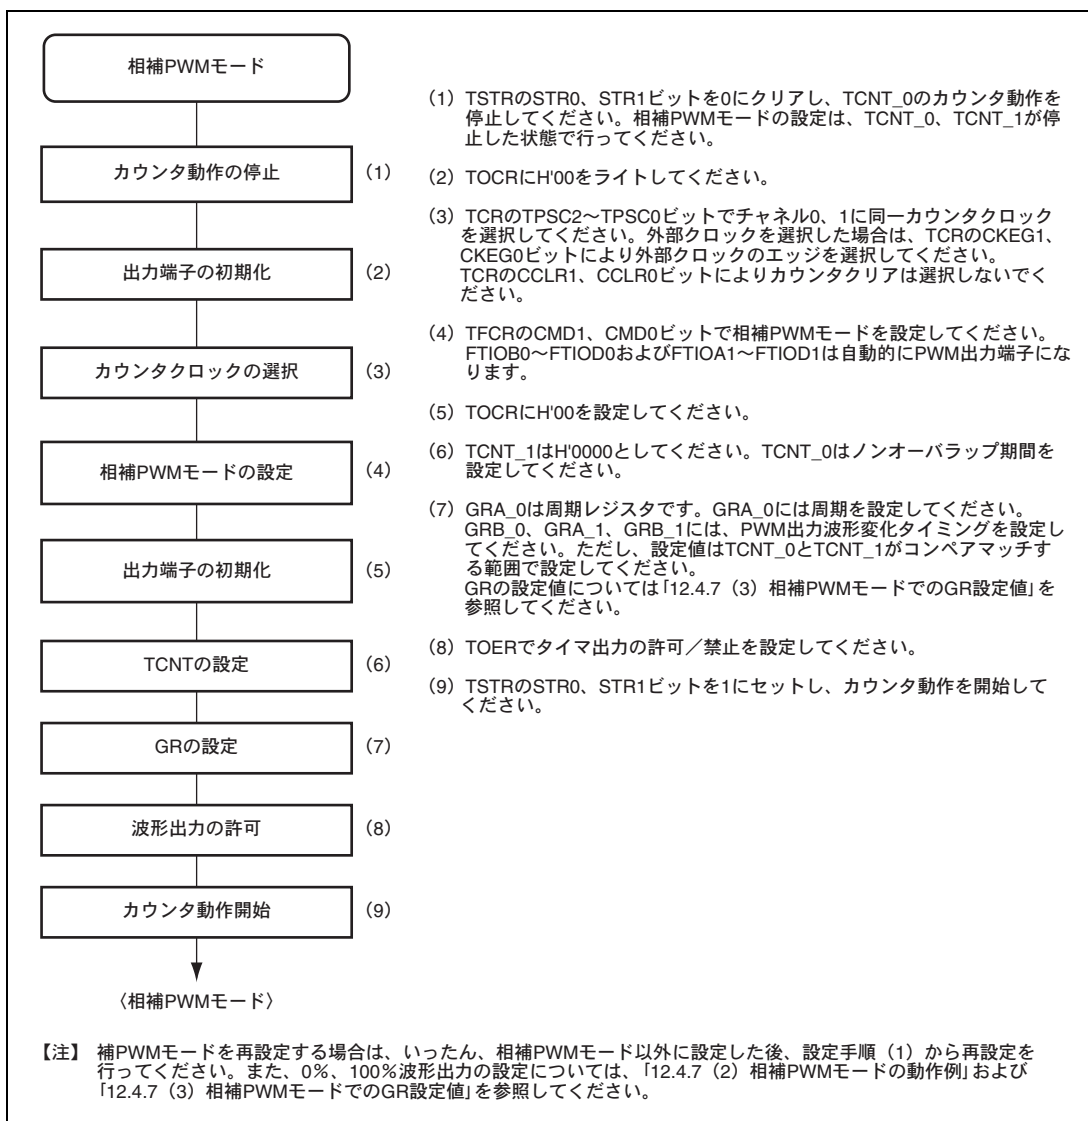 相補PWMモード
カウンタ動作の停止
(1)
出力端子の初期化
(2)
カウンタクロックの選択
(3)
相補PWMモードの設定
(4)
出力端子の初期化
(5)
TCNTの設定
(6)
GRの設定
(7)
波形出力の許可
(8)
カウンタ動作開始
(9)
〈相補PWMモード〉
(1) TSTRのSTR0、STR1ビットを0にクリアし、TCNT_0のカウンタ動作を
停止してください。相補PWMモードの設定は、TCNT_0、TCNT_1が停
止した状態で行ってください。
(2) TOCRにH'00をライトしてください。
(3) TCRのTPSC2～TPSC0ビットでチャネル0、1に同一カウンタクロック
を選択してください。外部クロックを選択した場合は、TCRのCKEG1、
CKEG0ビットにより外部クロックのエッジを選択してください。
TCRのCCLR1、CCLR0ビットによりカウンタクリアは選択しないでく
ださい。
(4) TFCRのCMD1、CMD0ビットで相補PWMモードを設定してください。
FTIOB0～FTIOD0およびFTIOA1～FTIOD1は自動的にPWM出力端子にな
ります。
(5) TOCRにH'00を設定してください。
(6) TCNT_1はH'0000としてください。TCNT_0はノンオーバラップ期間を
設定してください。
(7) GRA_0は周期レジスタです。GRA_0には周期を設定してください。
GRB_0、GRA_1、GRB_1には、PWM出力波形変化タイミングを設定し
てください。ただし、設定値はTCNT_0とTCNT_1がコンペアマッチす
る範囲で設定してください。
GRの設定値については「12.4.7（3）相補PWMモードでのGR設定値」を
参照してください。
(8) TOERでタイマ出力の許可／禁止を設定してください。
(9) TSTRのSTR0、STR1ビットを1にセットし、カウンタ動作を開始して
ください。
【注】 補PWMモードを再設定する場合は、いったん、相補PWMモード以外に設定した後、設定手順（1）から再設定を
行ってください。また、0％、100％波形出力の設定については、「12.4.7（2）相補PWMモードの動作例」および
「12.4.7（3）相補PWMモードでのGR設定値」を参照してください。